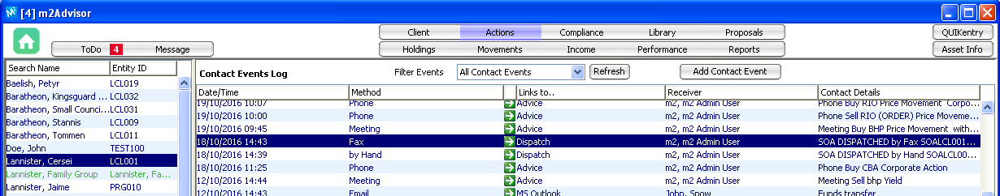 [4] m2Advisor
Client Actions Compliance Library Proposals QUIKentry
ToDo 4 Message Holdings Movements Income Performance Reports Asset Info
Search Name Entity ID
Baelish, Petyr LCL019
Baratheon, Kingsguard ... LCL032
Baratheon, Small Counci... LCL031
Baratheon, Stannis LCL009
Baratheon, Tommen LCL011
Doe, John TEST100
Lannister, Cersei LCL001
Lannister, Family Group Lannister, Fa...
Lannister, Jaime PRG010
Contact Events Log Filter Events All Contact Events Refresh Add Contact Event
Date/Time Method Links to.. Receiver Contact Details
19/10/2016 10:07 Phone Advice m2, m2 Admin User Phone Buy RIO Price Movement Corpo...
19/10/2016 10:00 Phone Advice m2, m2 Admin User Phone Sell RIO (ORDER) Price Moveme...
19/10/2016 09:45 Meeting Advice m2, m2 Admin User Meeting Buy BHP Price Movement with...
18/10/2016 14:43 Fax Dispatch m2, m2 Admin User SOA DISPATCHED by Fax SOALCL001...
18/10/2016 14:39 by Hand Dispatch m2, m2 Admin User SOA DISPATCHED by Hand SOALCL00...
18/10/2016 11:25 Phone Advice m2, m2 Admin User Phone Buy CBA Corporate Action
12/10/2016 14:44 Meeting Advice m2, m2 Admin User Meeting Sell bhp Yield
12/10/2016 14:43 Email MS Outlook John, Snow Funds transfer